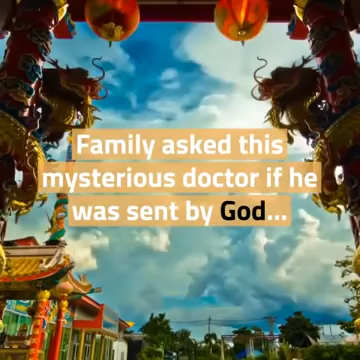 Family asked this
mysterious doctor if he
was sent by God...